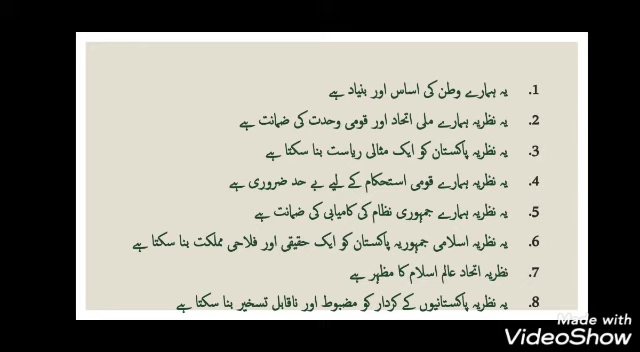 1. یہ ہمارے وطن کی اساس اور بنیاد ہے
2. یہ نظریہ ہمارے ملی اتحاد اور قومی وحدت کی ضمانت ہے
3. یہ نظریہ پاکستان کو ایک مثالی ریاست بنا سکتا ہے
4. یہ نظریہ ہمارے قومی استحکام کے لیے بے حد ضروری ہے
5. یہ نظریہ ہمارے جمہوری نظام کی کامیابی کی ضمانت ہے
6. یہ نظریہ اسلامی جمہوریہ پاکستان کو ایک حقیقی اور فلاحی مملکت بنا سکتا ہے
7. نظریہ اتحاد عالم اسلام کا مظہر ہے
8. یہ نظریہ پاکستانیوں کے کردار کو مضبوط اور ناقابل تسخیر بنا سکتا ہے
Made with
VideoShow